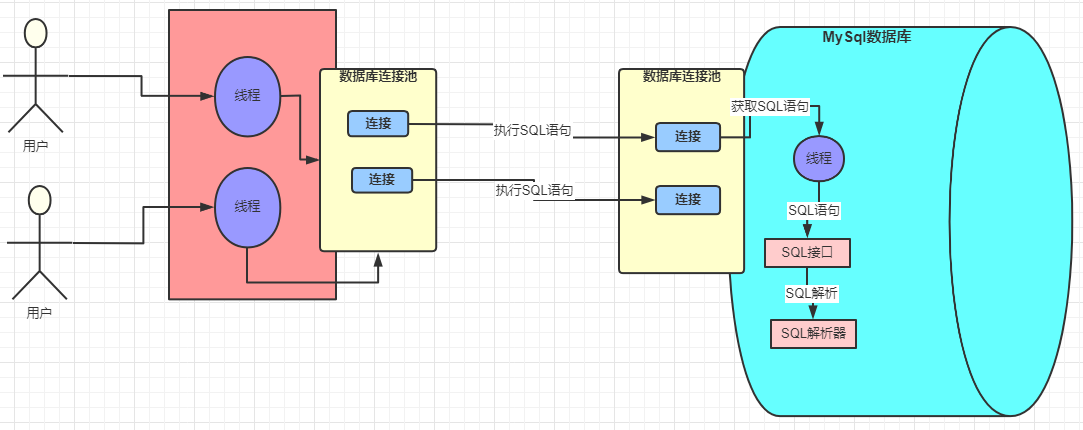 用户
用户
线程
线程
数据库连接池
连接
连接
执行SQL语句
执行SQL语句
数据库连接池
连接
连接
MySql数据库
获取SQL语句
线程
SQL语句
SQL接口
SQL解析
SQL解析器